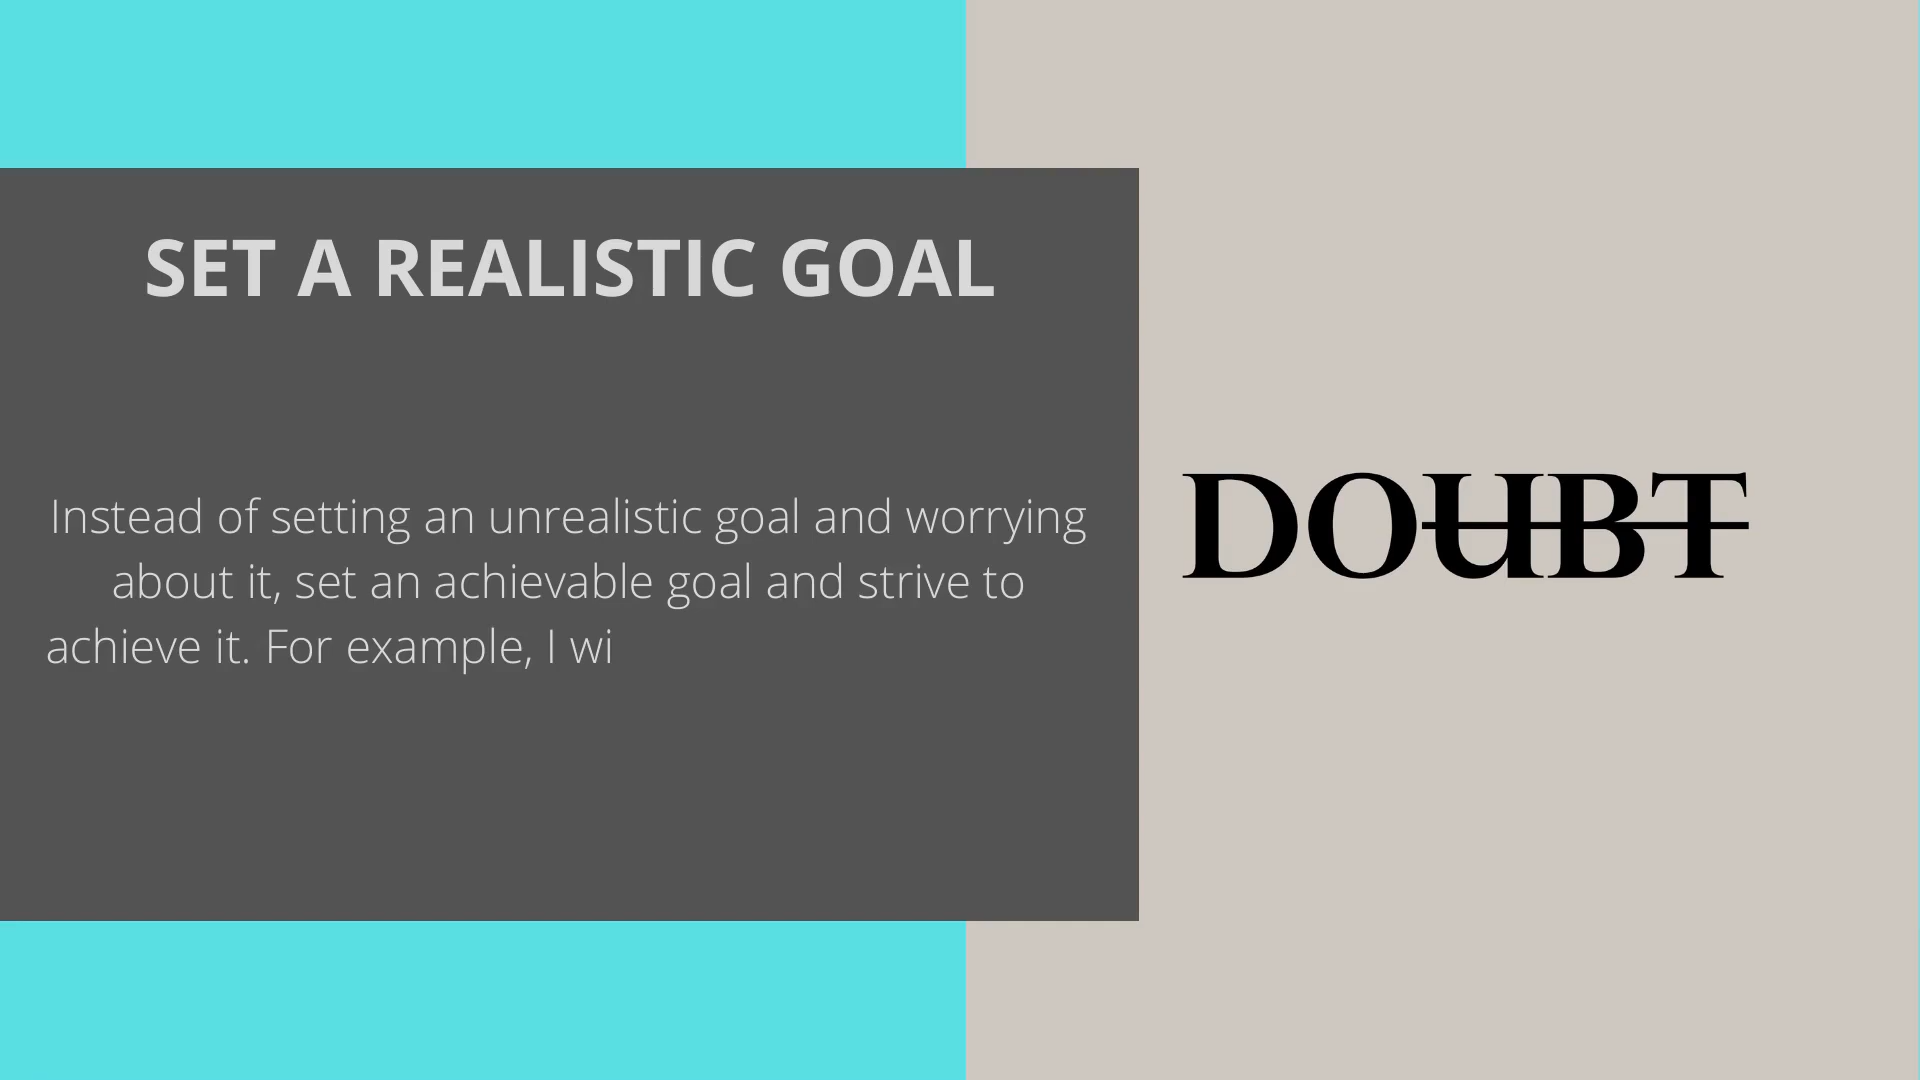 SET A REALISTIC GOAL
Instead of setting an unrealistic goal and worrying
about it, set an achievable goal and strive to
achieve it. For example, I wi
DOUBT